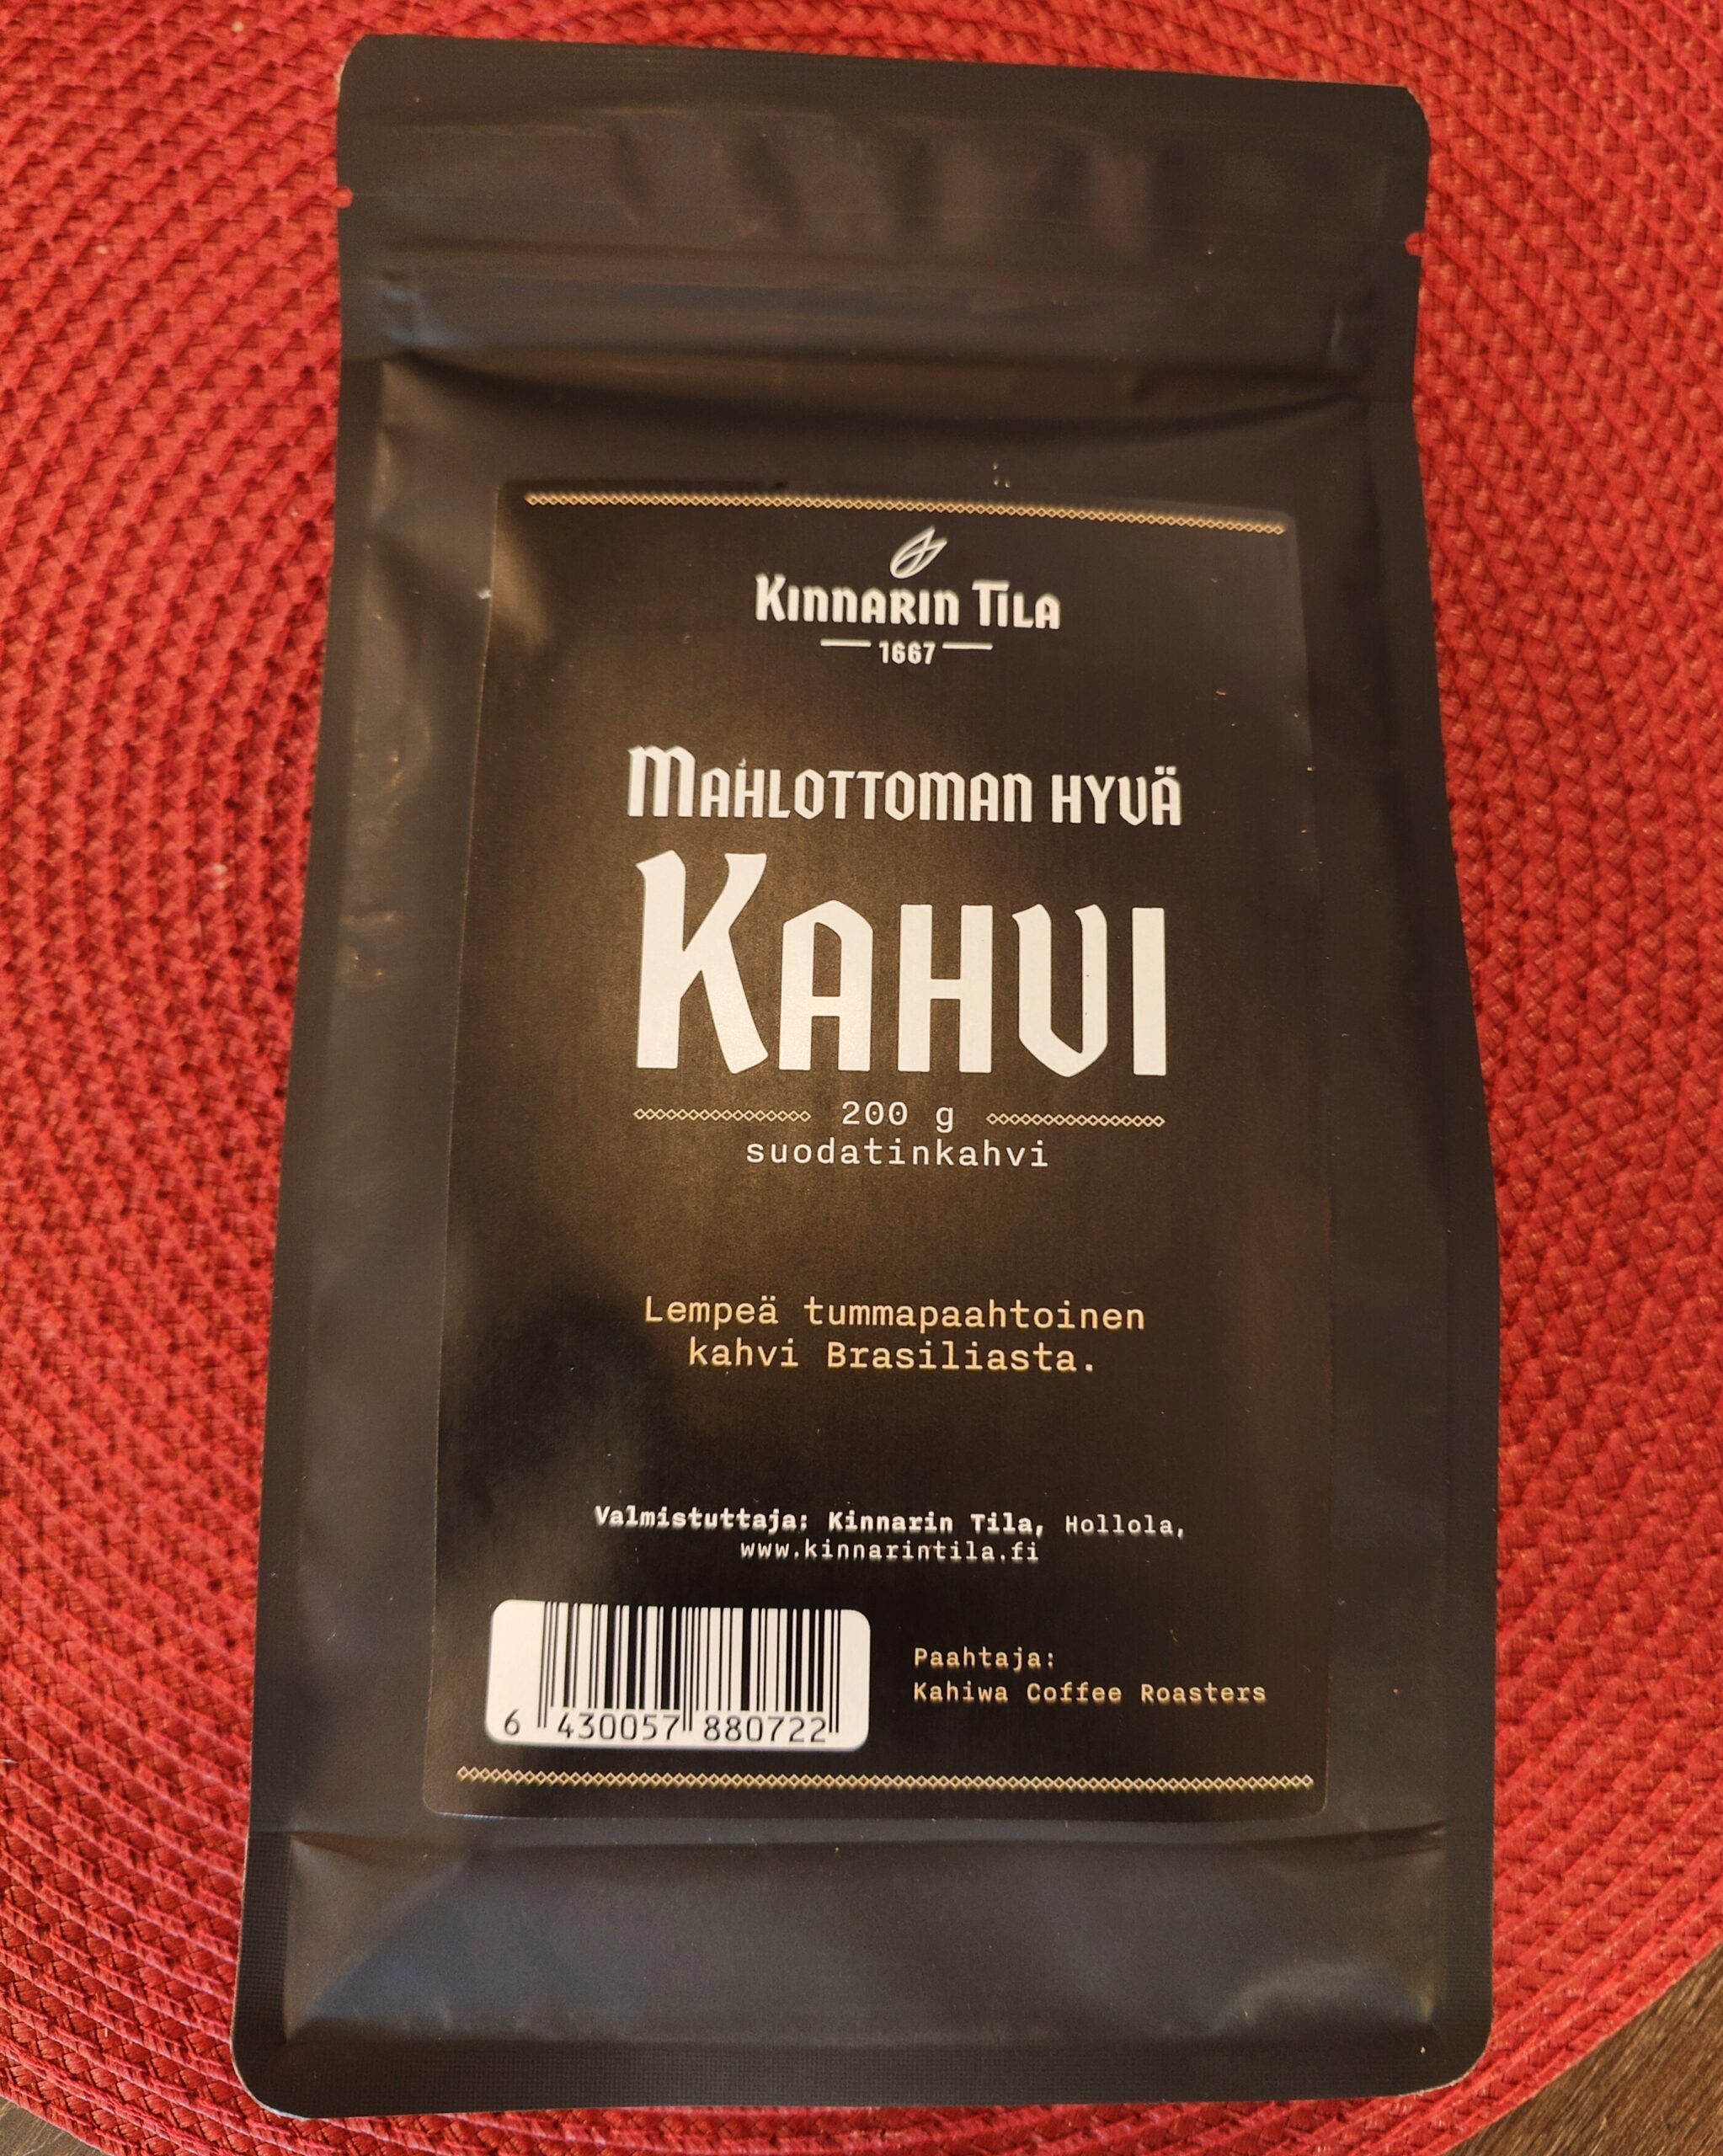 Kinnarin Tila
1667
Mahlottoman hyvä
Kahvi
200 g
suodatinkahvi
Lempeä tummapaahtoinen
kahvi Brasiliasta.
Valmistuttaja: Kinnarin Tila, Hollola,
www.kinnarintila.fi
Paahtaja:
Kahiwa Coffee Roasters
6 430057 880722